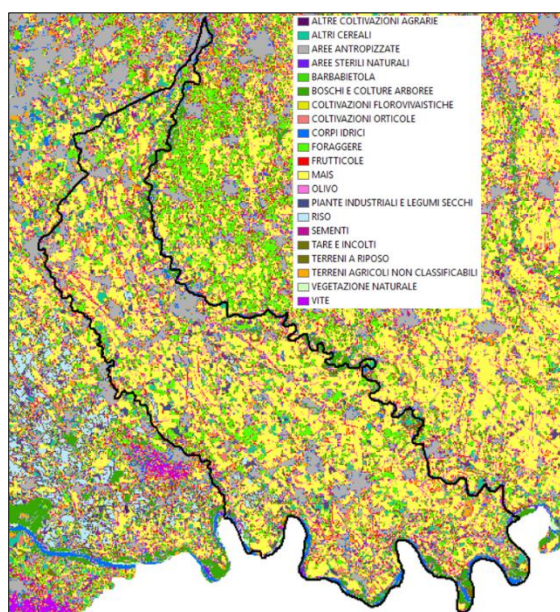 ALTRE COLTIVAZIONI AGRARIE
ALTRI CEREALI
AREE ANTROPIZZATE
AREE STERILI NATURALI
BARBABIETOLA
BOSCHI E COLTURE ARBOREE
COLTIVAZIONI FLOROVIVAISTICHE
COLTIVAZIONI ORTICOLE
CORPI IDRICI
FORAGGERE
FRUTTICOLE
MAIS
OLIVO
PIANTE INDUSTRIALI E LEGUMI SECCHI
RISO
SEMENTI
TARE E INCOLTI
TERRENI A RIPOSO
TERRENI AGRICOLI NON CLASSIFICABILI
VEGETAZIONE NATURALE
VITE